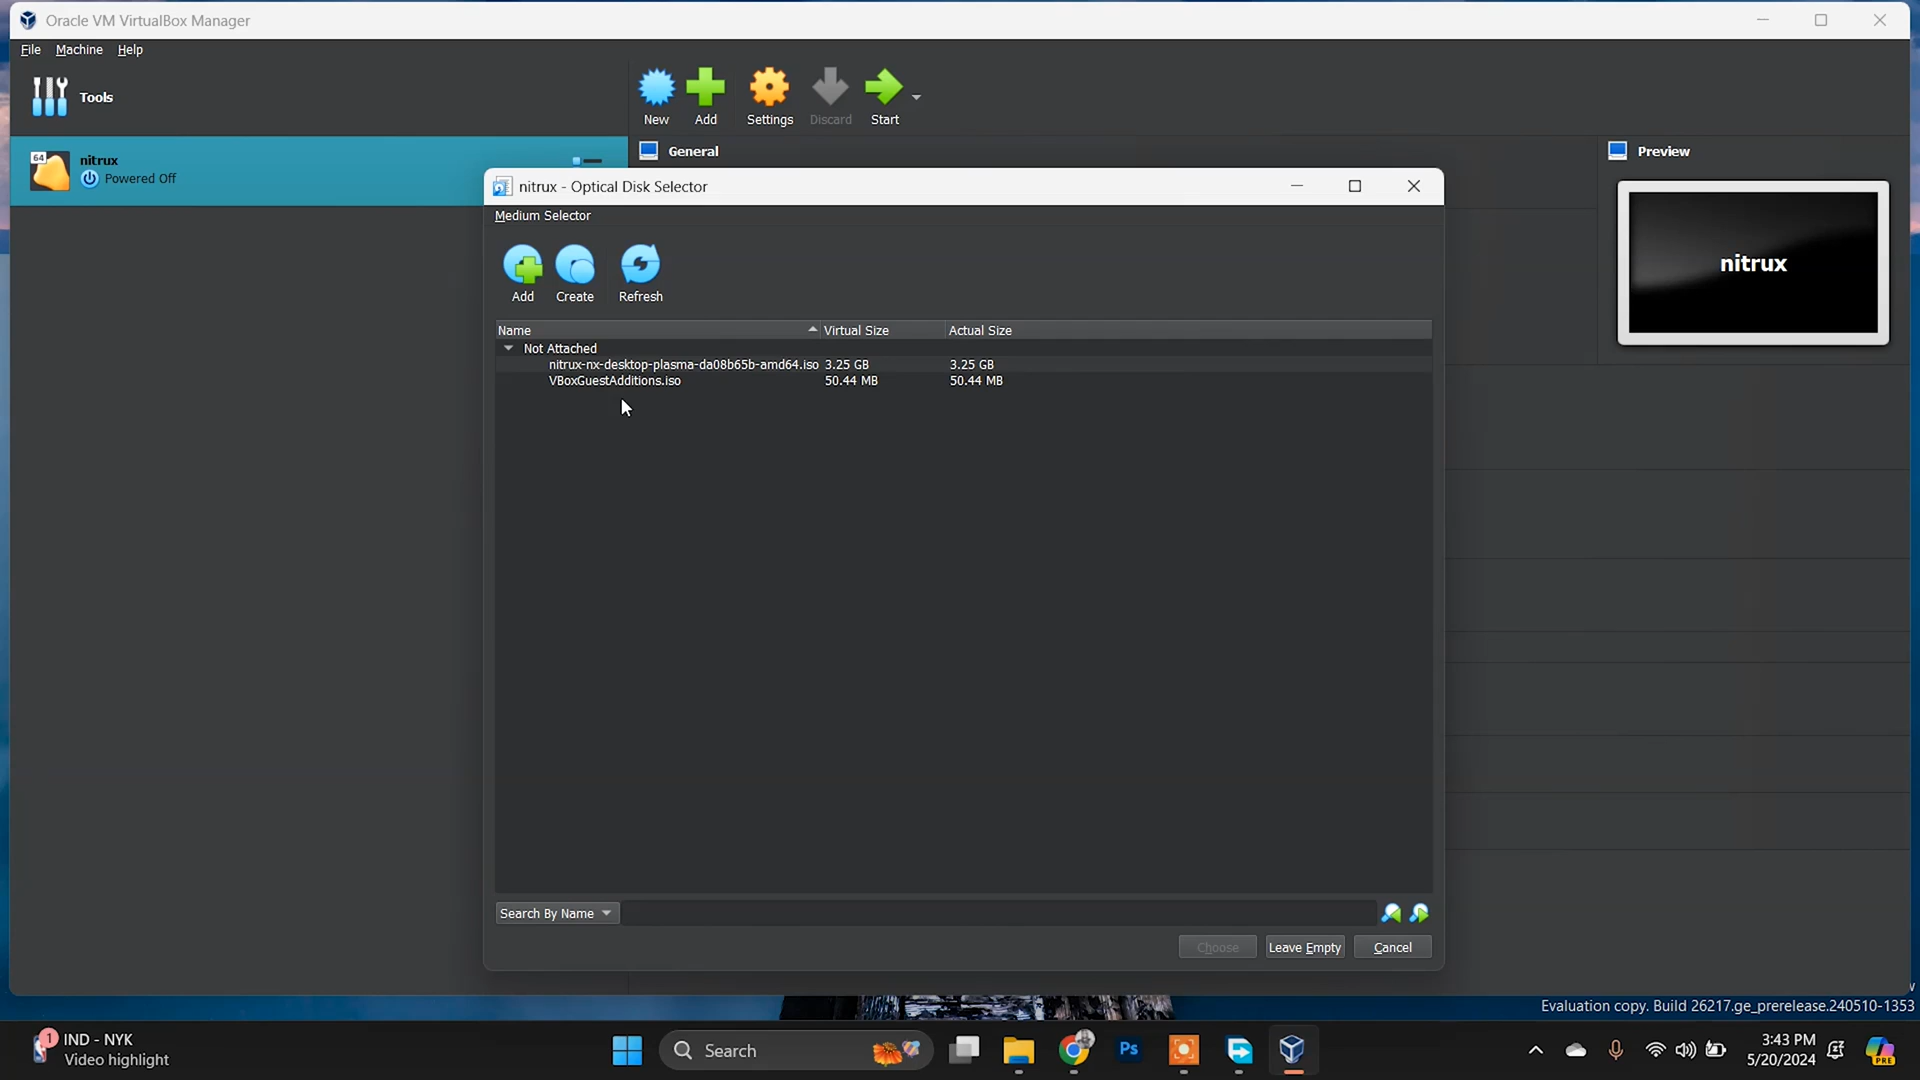 Oracle VM VirtualBox Manager
File Machine Help
Tools
New Add Settings Discard Start
64
nitrux
Powered Off
General
Preview
nitrux
nitrux - Optical Disk Selector
Medium Selector
Add Create Refresh
Name Virtual Size Actual Size
Not Attached
nitrux-nx-desktop-plasma-da08b65b-amd64.iso 3.25 GB 3.25 GB
VBoxGuestAdditions.iso 50.44 MB 50.44 MB
Search By Name
Choose Leave Empty Cancel
Evaluation copy. Build 26217.ge_prerelease.240510-1353
1
IND - NYK
Video highlight
Search
Ps
3:43 PM
5/20/2024
PRE